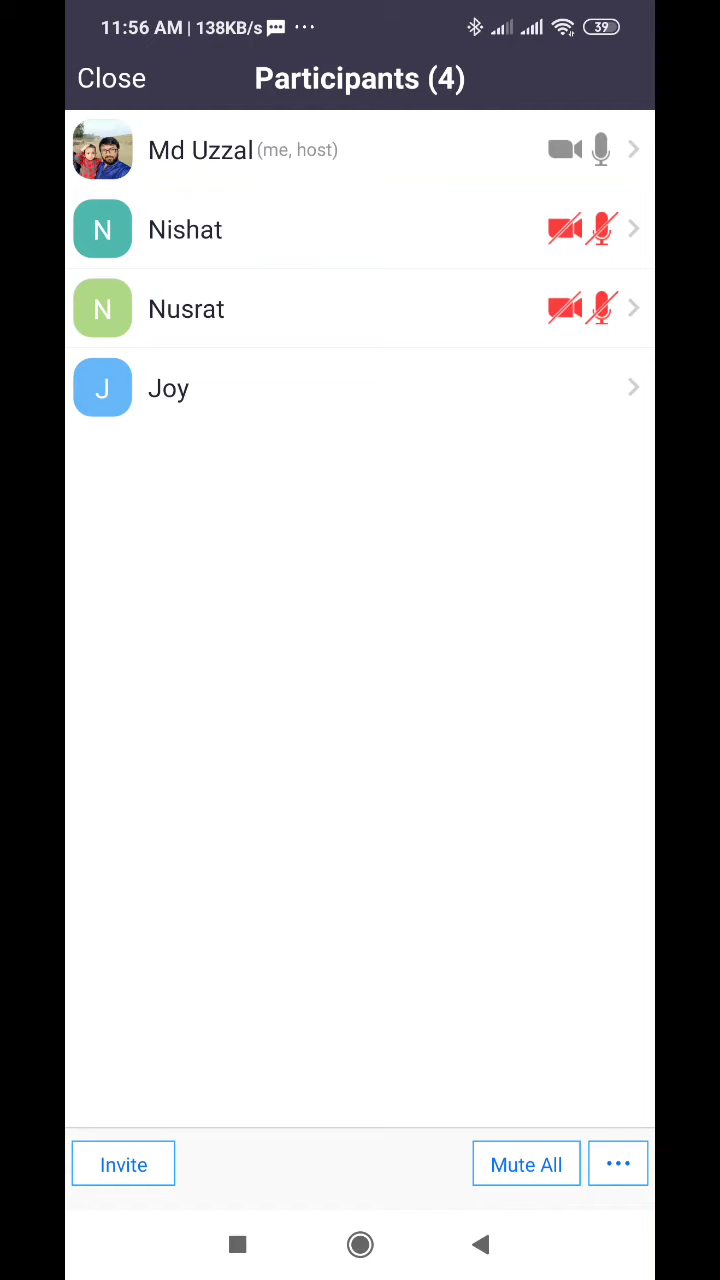 11:56 AM | 138KB/s ... 39
Close Participants (4)
Md Uzzal (me, host)
N Nishat
N Nusrat
J Joy
Invite Mute All ...